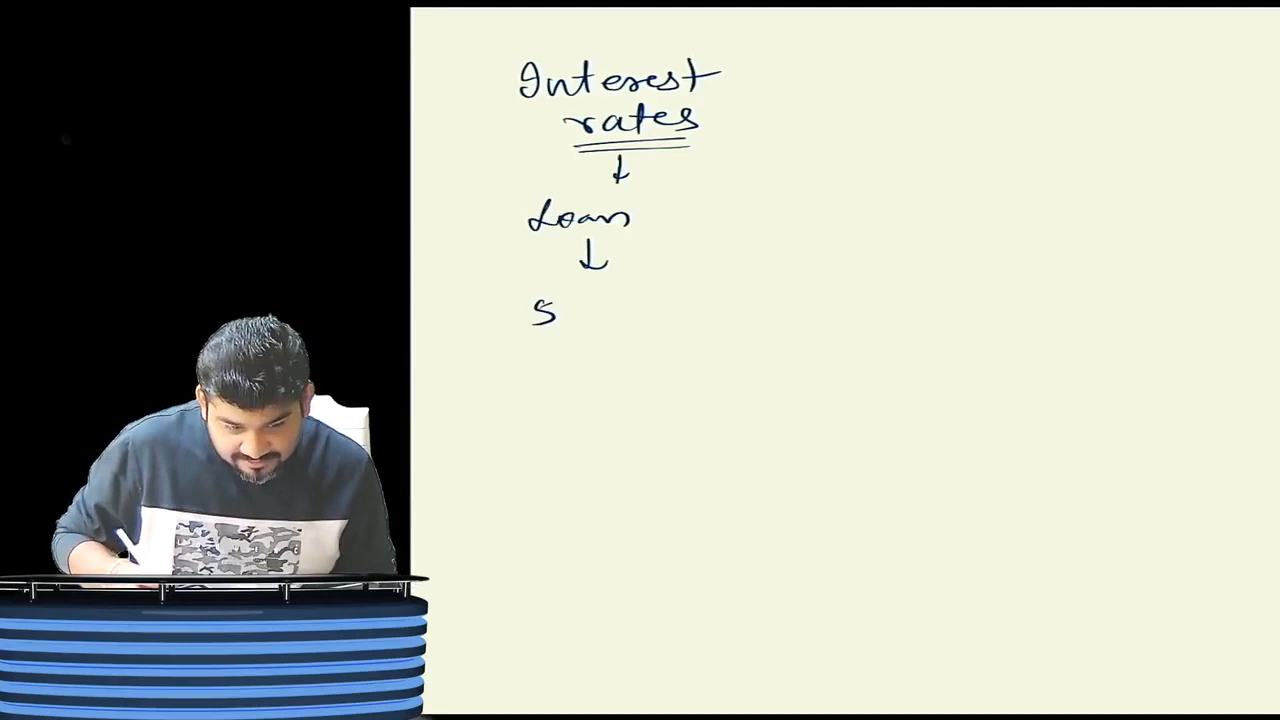 Interest
rates
↓
Loan
↓
S